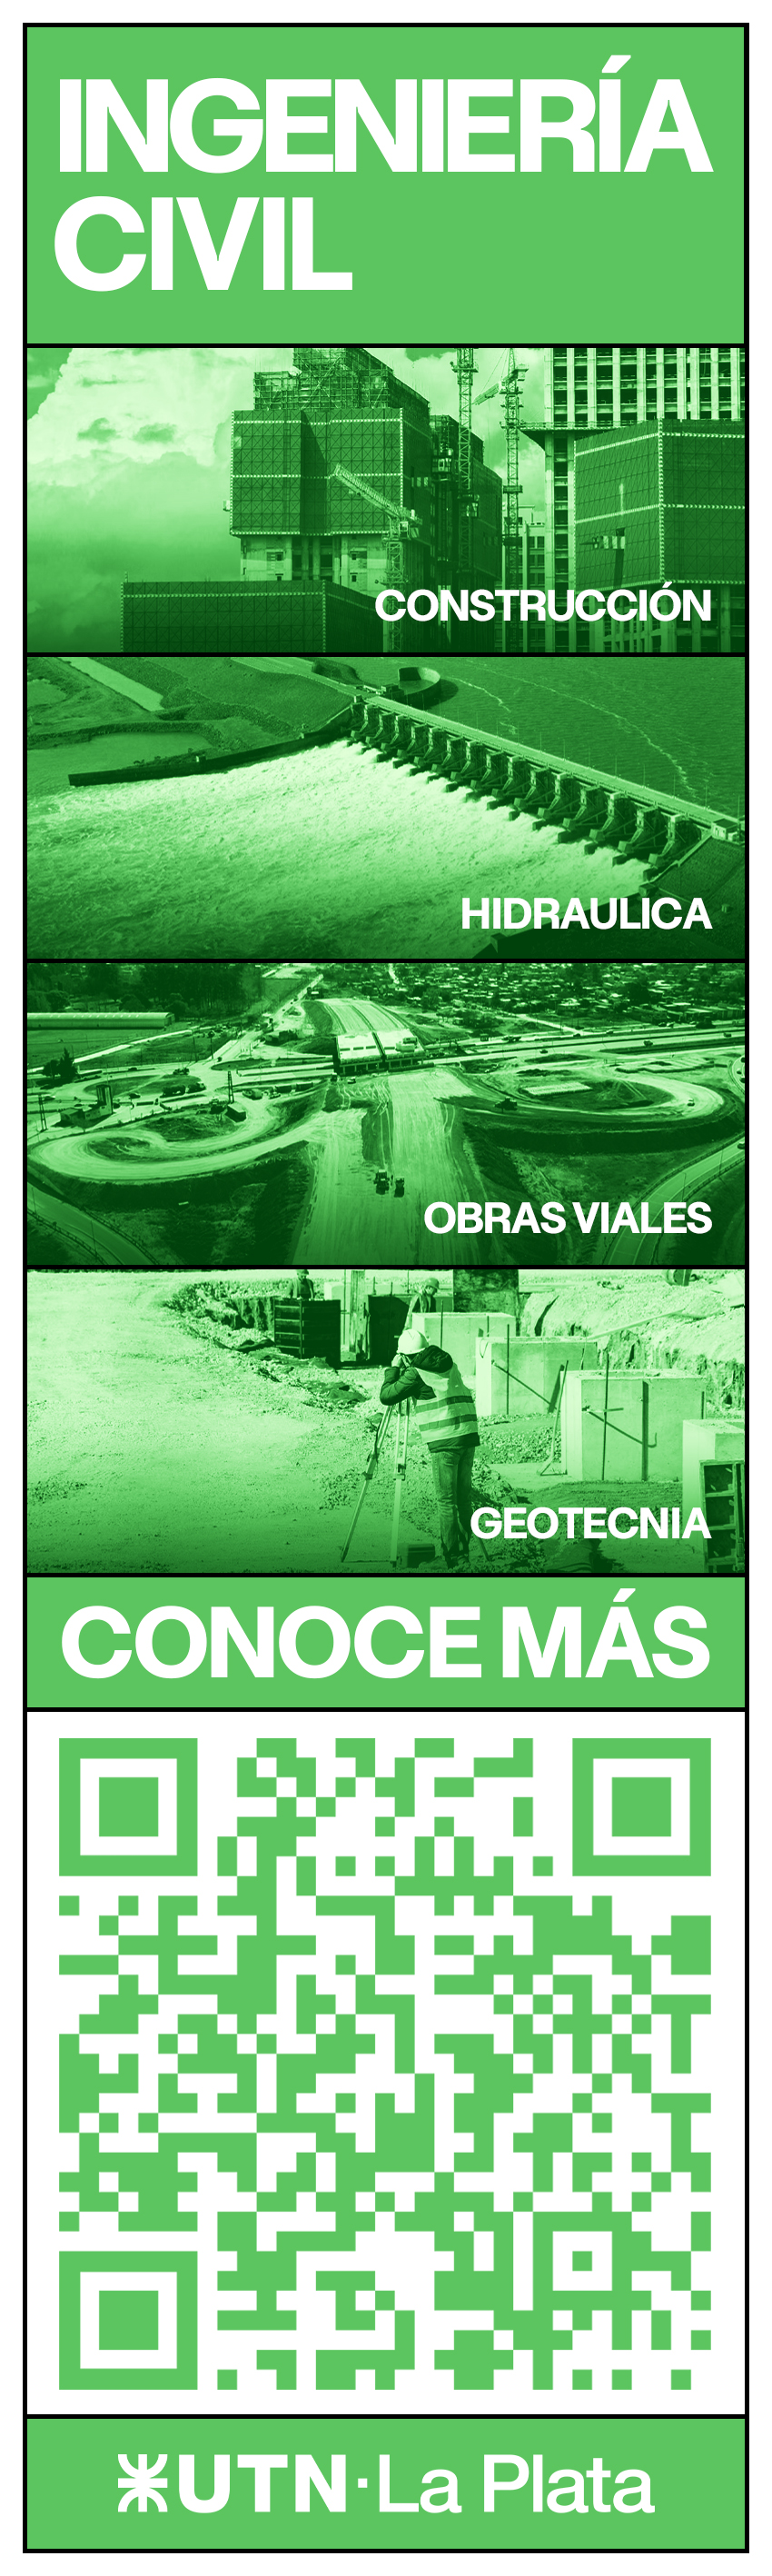 INGENIERÍA
CIVIL
CONSTRUCCIÓN
HIDRAULICA
OBRAS VIALES
GEOTECNIA
CONOCE MÁS
UTN·La Plata